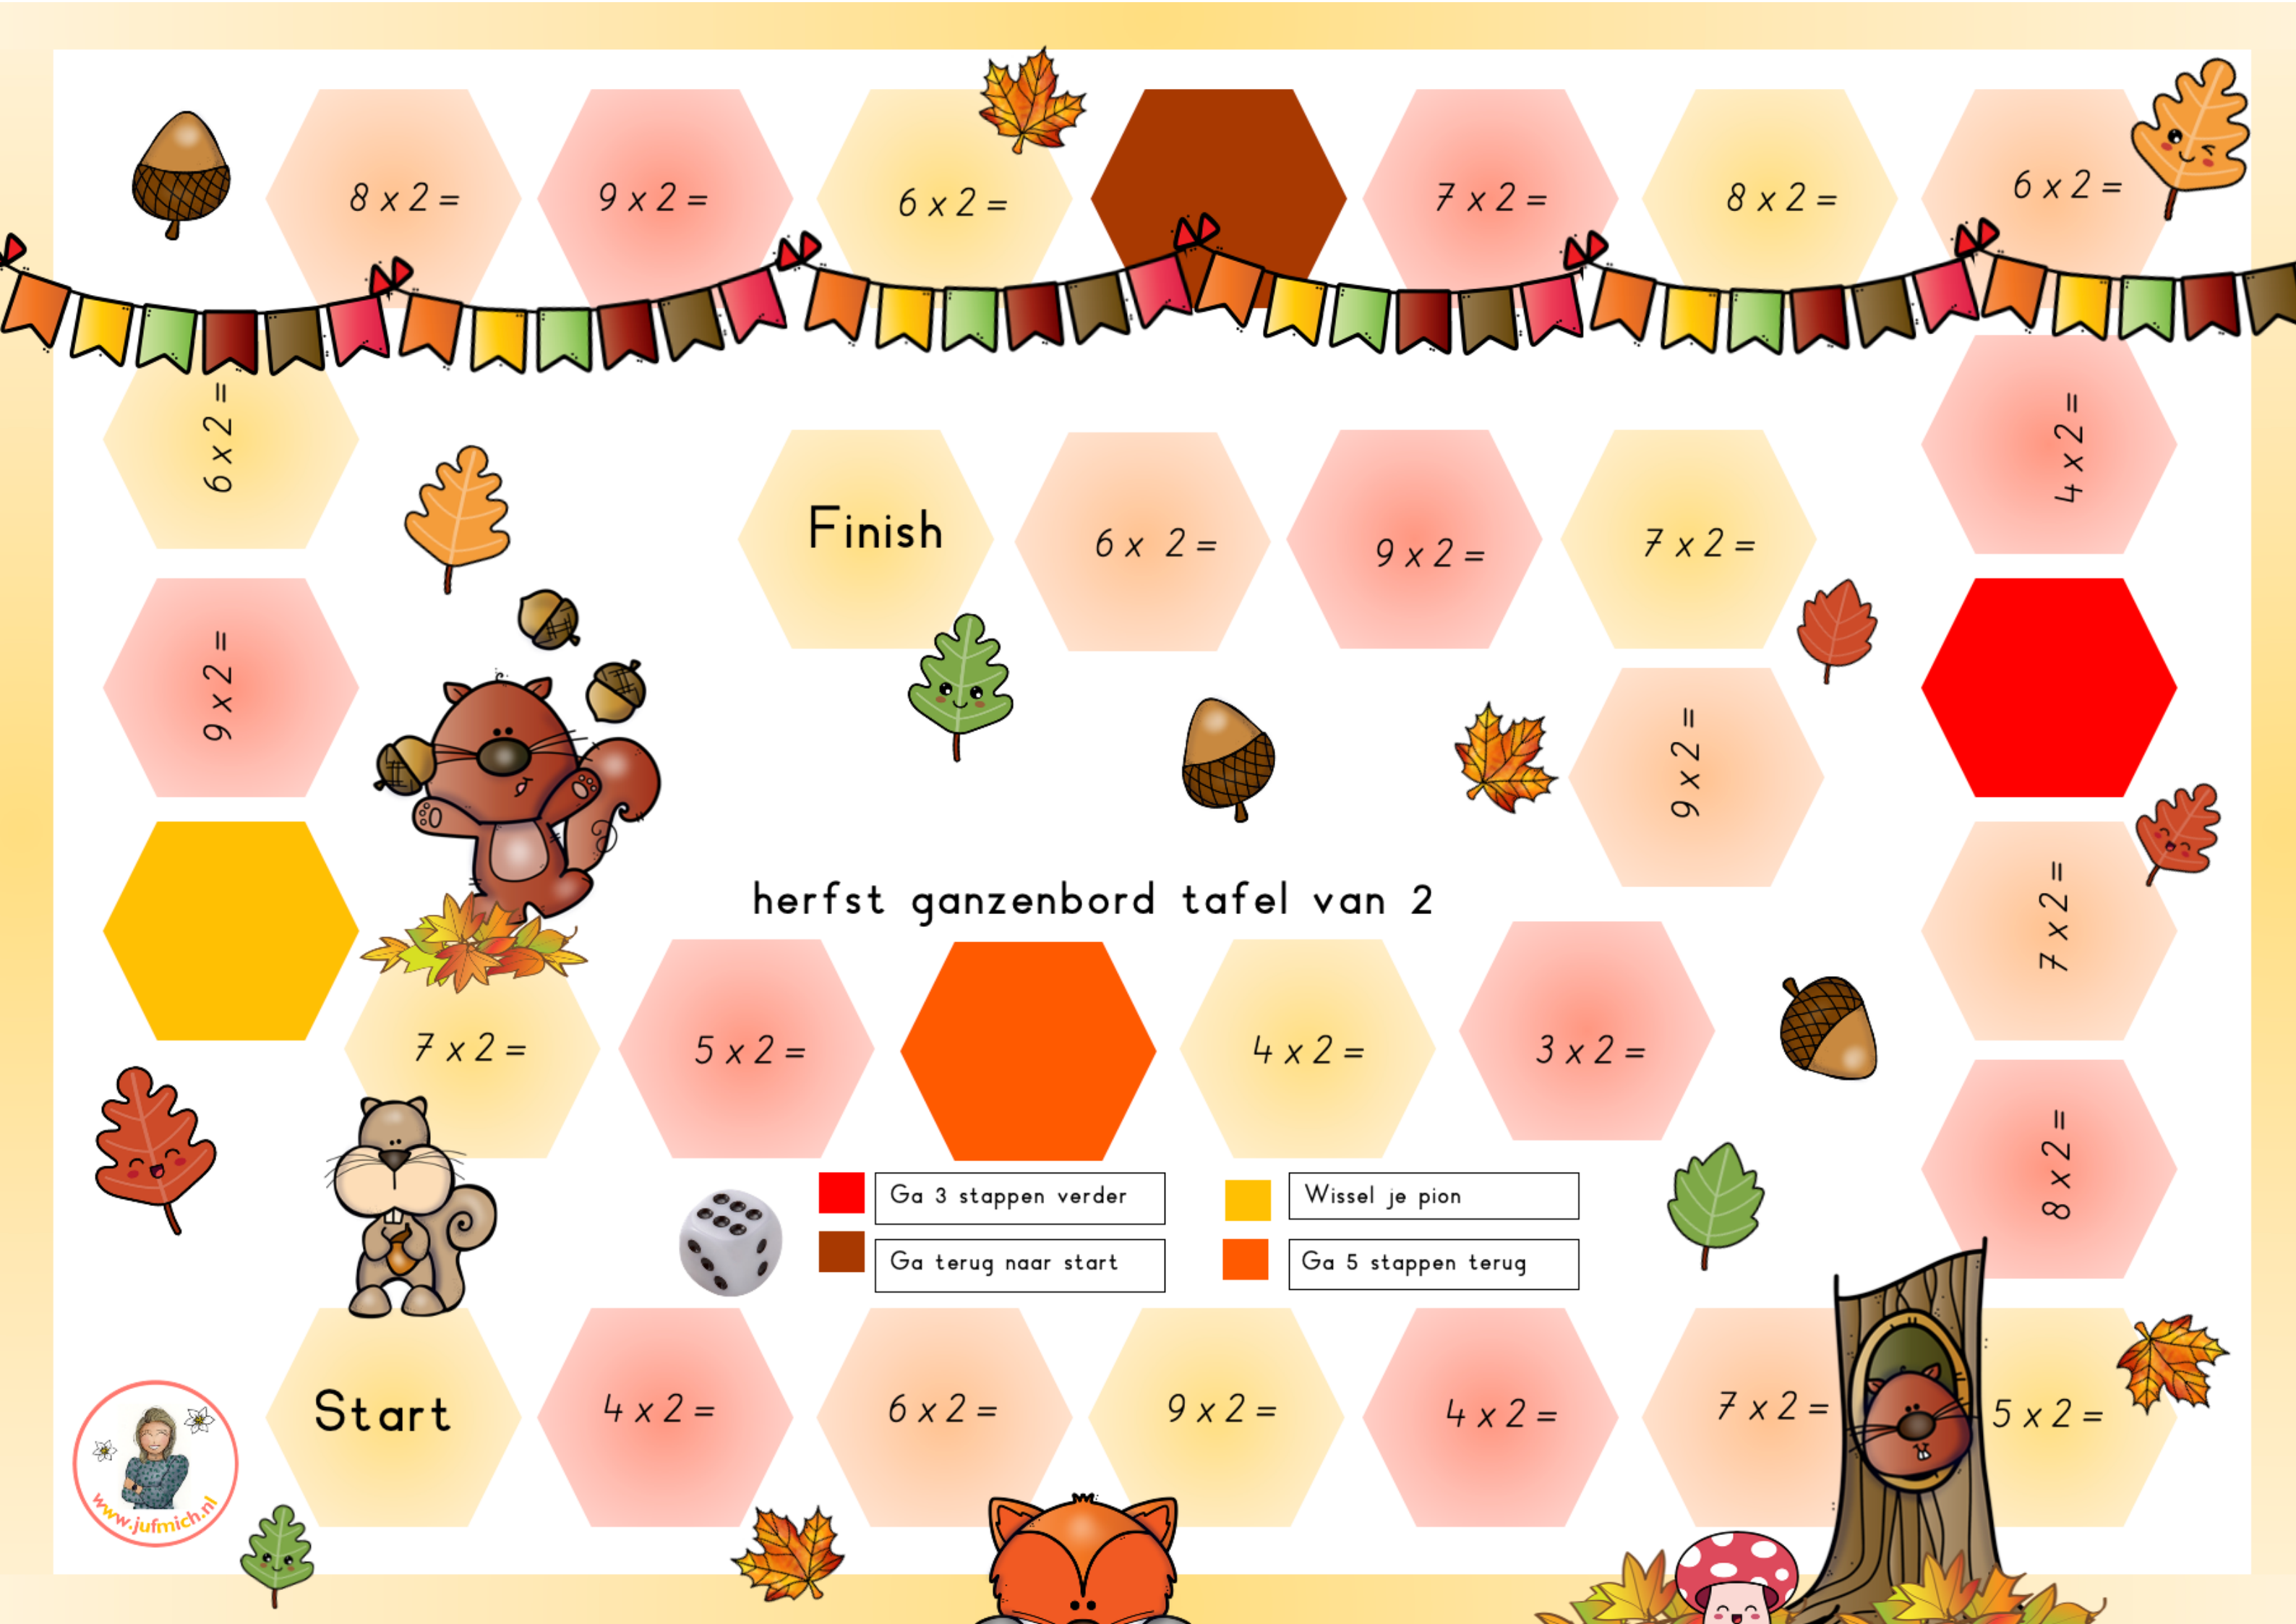 8 x 2 =
9 x 2 =
6 x 2 =
7 x 2 =
8 x 2 =
6 x 2 =
6 x 2 =
4 x 2 =
Finish
6 x 2 =
9 x 2 =
7 x 2 =
9 x 2 =
9 x 2 =
7 x 2 =
herfst ganzenbord tafel van 2
7 x 2 =
5 x 2 =
4 x 2 =
3 x 2 =
8 x 2 =
Ga 3 stappen verder
Wissel je pion
Ga terug naar start
Ga 5 stappen terug
Start
4 x 2 =
6 x 2 =
9 x 2 =
4 x 2 =
7 x 2 =
5 x 2 =
www.jufmich.nl